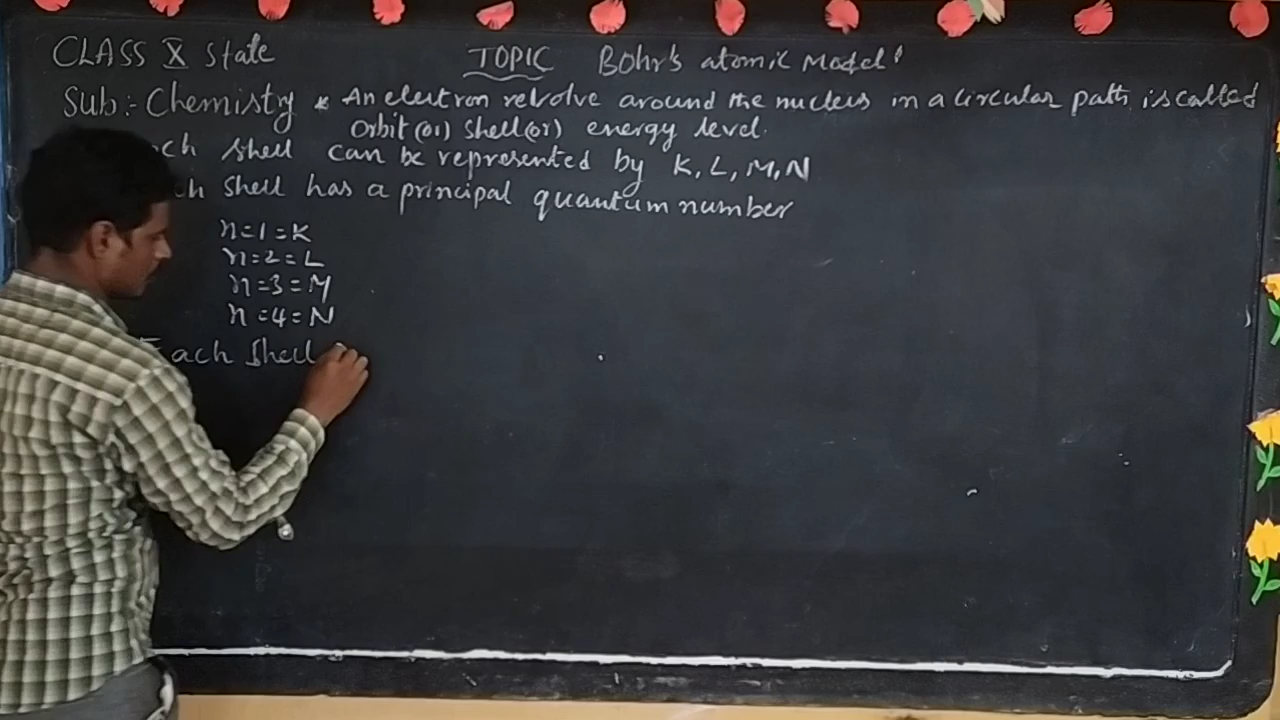 CLASS X State
TOPIC Bohr's atomic Model
Sub:- Chemistry * An electron revolve around the nucleus in a circular path is called
Orbit (or) Shell (or) energy level.
ch shell can be represented by K, L, M, N
ch shell has a principal quantum number
n=1=K
n=2=L
n=3=M
n=4=N
Each shell